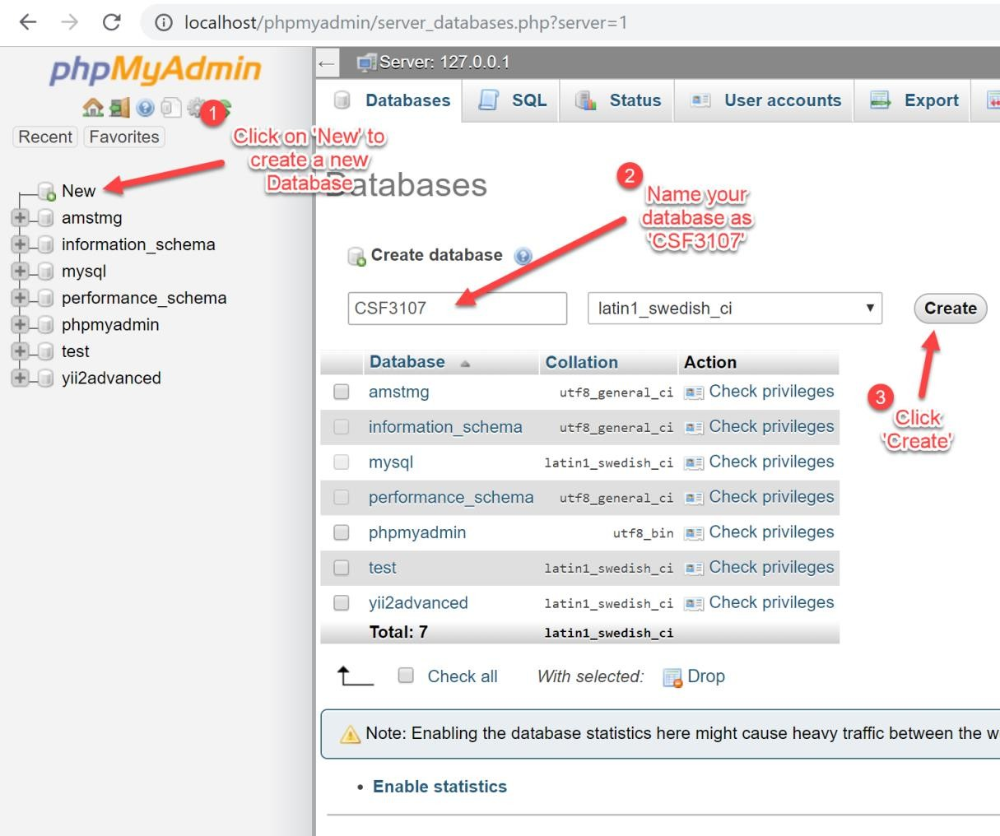 localhost/phpmyadmin/server_databases.php?server=1
phpMyAdmin
Recent Favorites
New
amstmg
information_schema
mysql
performance_schema
phpmyadmin
test
yii2advanced
1
Click on 'New' to
create a new
Database
Server: 127.0.0.1
Databases SQL Status User accounts Export
Databases
2
Name your
database as
'CSF3107'
Create database
CSF3107 latin1_swedish_ci Create
3
Click
'Create'
Database Collation Action
amstmg utf8_general_ci Check privileges
information_schema utf8_general_ci Check privileges
mysql latin1_swedish_ci Check privileges
performance_schema utf8_general_ci Check privileges
phpmyadmin utf8_bin Check privileges
test latin1_swedish_ci Check privileges
yii2advanced latin1_swedish_ci Check privileges
Total: 7 latin1_swedish_ci
Check all With selected: Drop
Note: Enabling the database statistics here might cause heavy traffic between the w
• Enable statistics